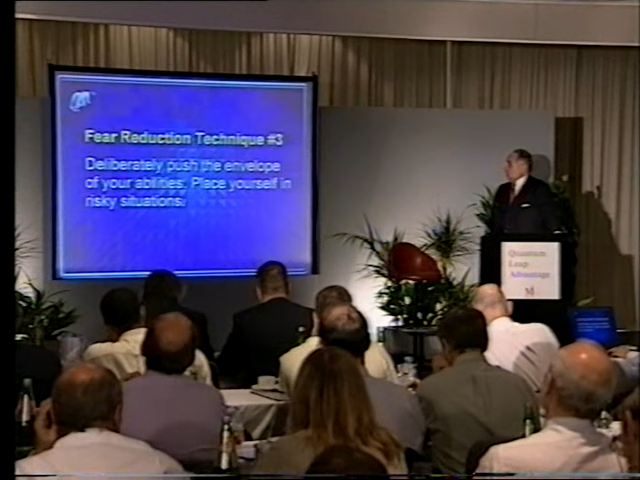 Fear Reduction Technique #3
Deliberately push the envelope
of your abilities. Place yourself in
risky situations.
Quantum
Leap
Advantage
M